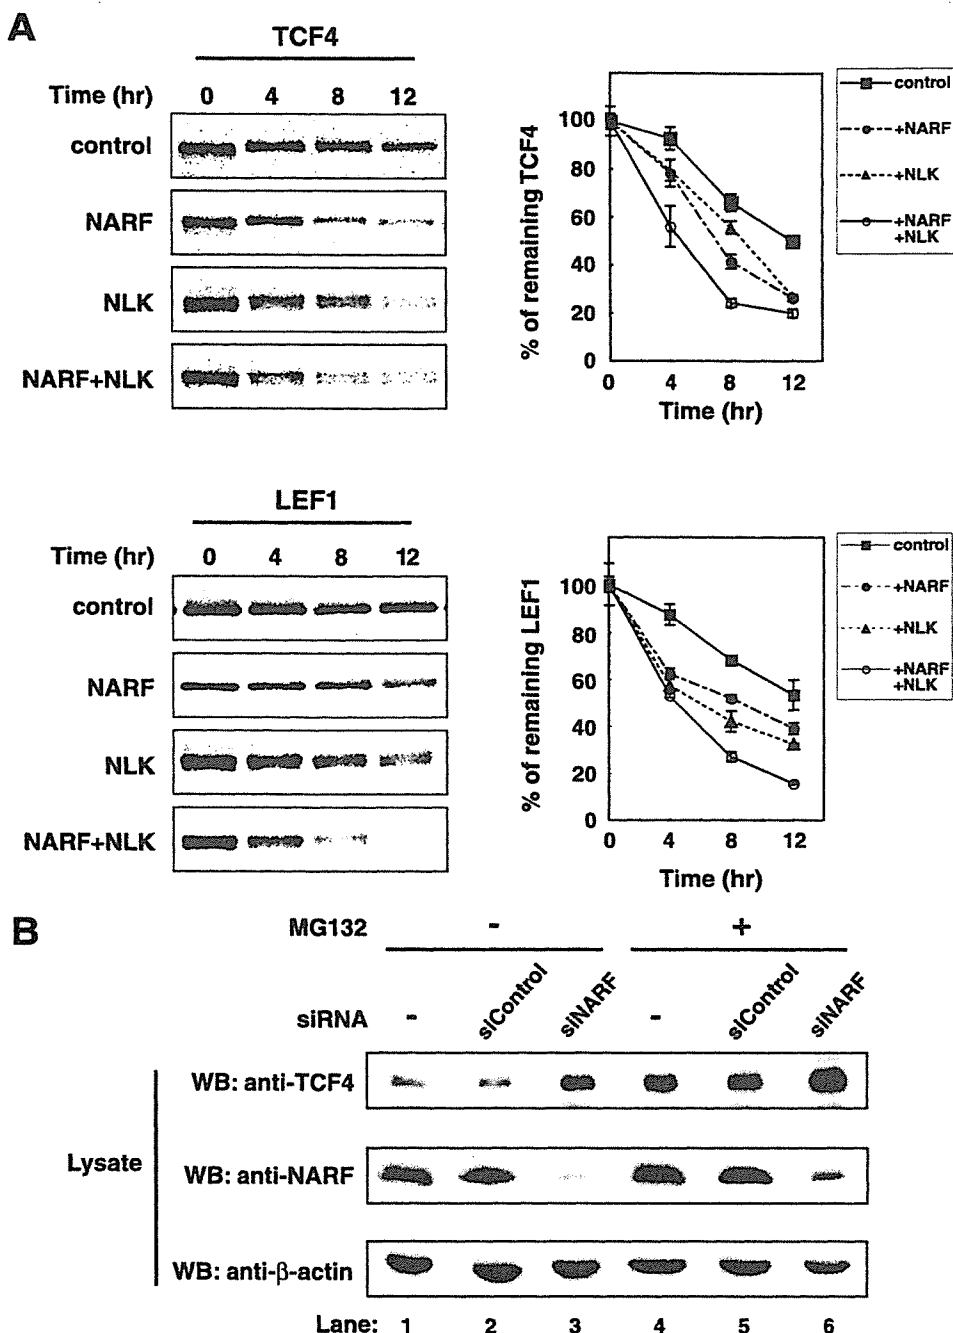 A
TCF4
Time (hr) 0 4 8 12
control
NARF
NLK
NARF+NLK
% of remaining TCF4
100
80
60
40
20
0
0 4 8 12
Time (hr)
control
+NARF
+NLK
+NARF
+NLK
LEF1
Time (hr) 0 4 8 12
control
NARF
NLK
NARF+NLK
% of remaining LEF1
100
80
60
40
20
0
0 4 8 12
Time (hr)
control
+NARF
+NLK
+NARF
+NLK
B
MG132 - +
siRNA - siControl siNARF - siControl siNARF
Lysate
WB: anti-TCF4
WB: anti-NARF
WB: anti-β-actin
Lane: 1 2 3 4 5 6